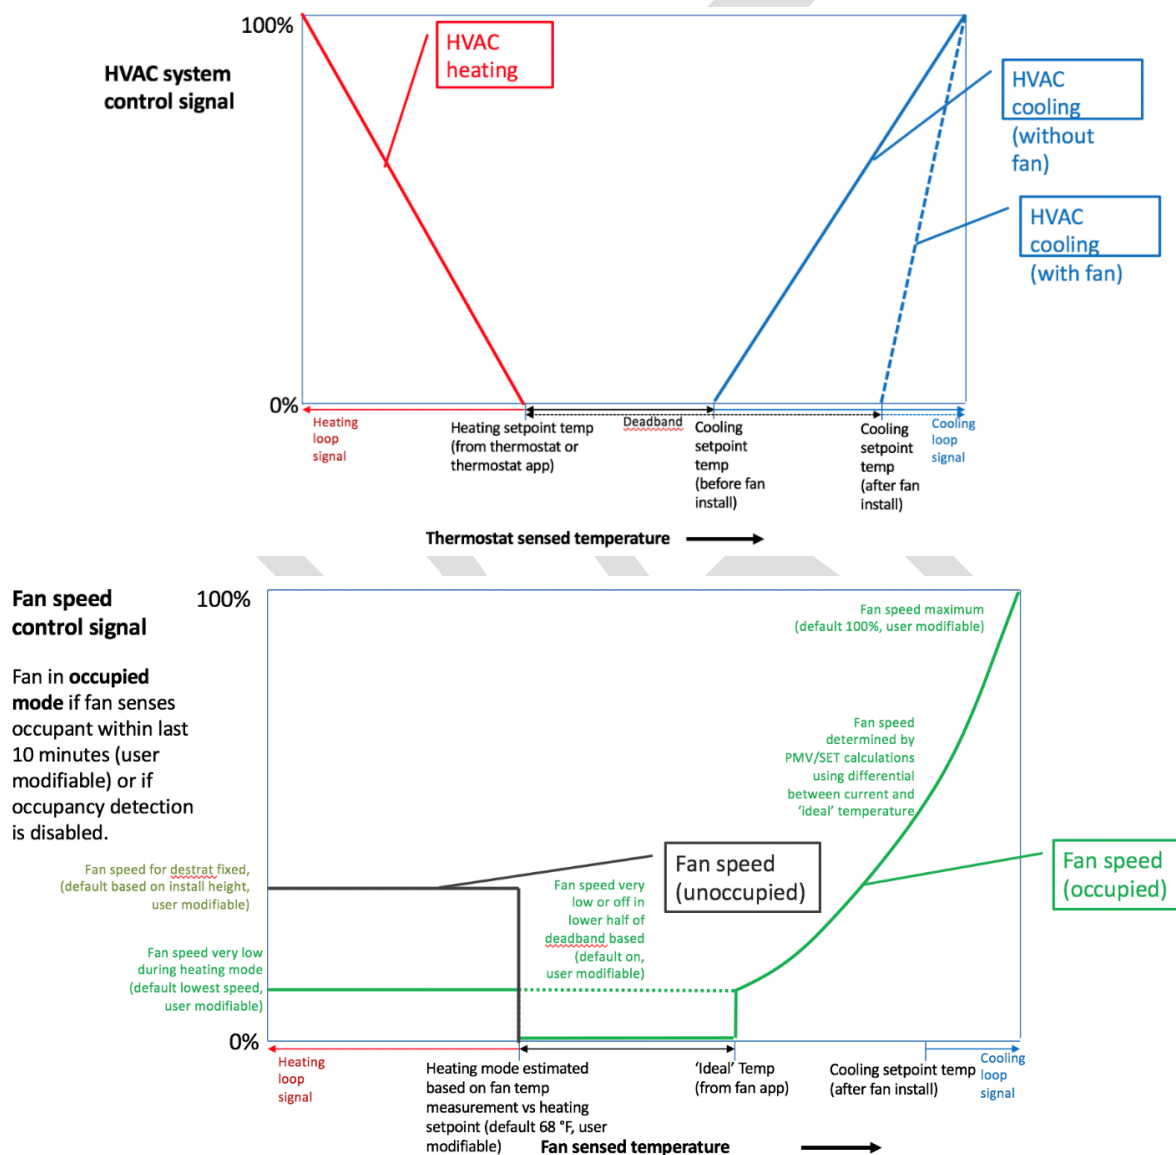 100%
HVAC system
control signal
HVAC
heating
HVAC
cooling
(without
fan)
HVAC
cooling
(with fan)
0%
Heating
loop
signal
Heating setpoint temp
(from thermostat or
thermostat app)
Deadband
Cooling
setpoint
temp
(before fan
install)
Cooling
setpoint
temp
(after fan
install)
Cooling
loop
signal
Thermostat sensed temperature
Fan speed
control signal
100%
Fan in occupied
mode if fan senses
occupant within last
10 minutes (user
modifiable) or if
occupancy detection
is disabled.
Fan speed maximum
(default 100%, user modifiable)
Fan speed
determined by
PMV/SET calculations
using differential
between current and
‘ideal’ temperature
Fan speed for destrat fixed,
(default based on install height,
user modifiable)
Fan speed
(unoccupied)
Fan speed
(occupied)
Fan speed very
low or off in
lower half of
deadband based
(default on,
user modifiable)
Fan speed very low
during heating mode
(default lowest speed,
user modifiable)
0%
Heating
loop
signal
Heating mode estimated
based on fan temp
measurement vs heating
setpoint (default 68 °F, user
modifiable)
‘Ideal’ Temp
(from fan app)
Cooling setpoint temp
(after fan install)
Cooling
loop
signal
Fan sensed temperature